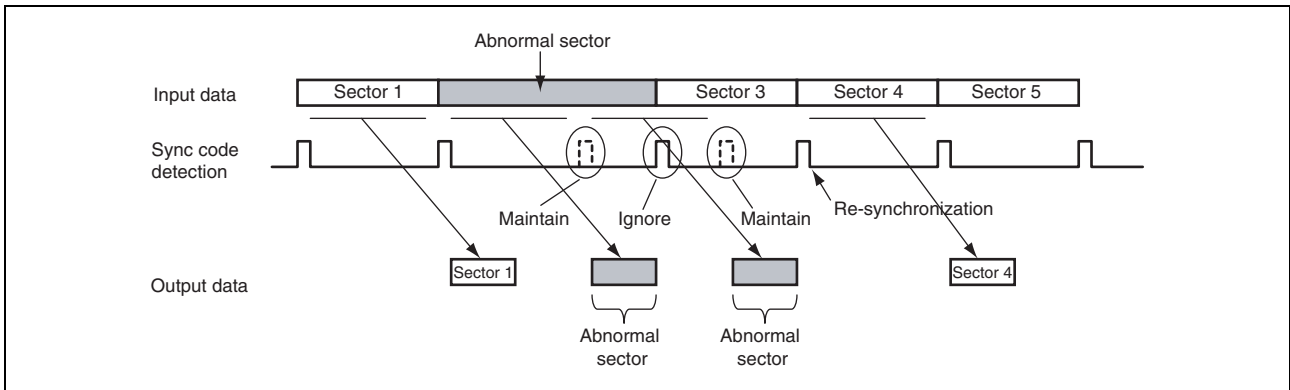 Abnormal sector
Input data
Sector 1
Sector 3
Sector 4
Sector 5
Sync code
detection
Maintain
Ignore
Maintain
Re-synchronization
Output data
Sector 1
Sector 4
Abnormal
sector
Abnormal
sector